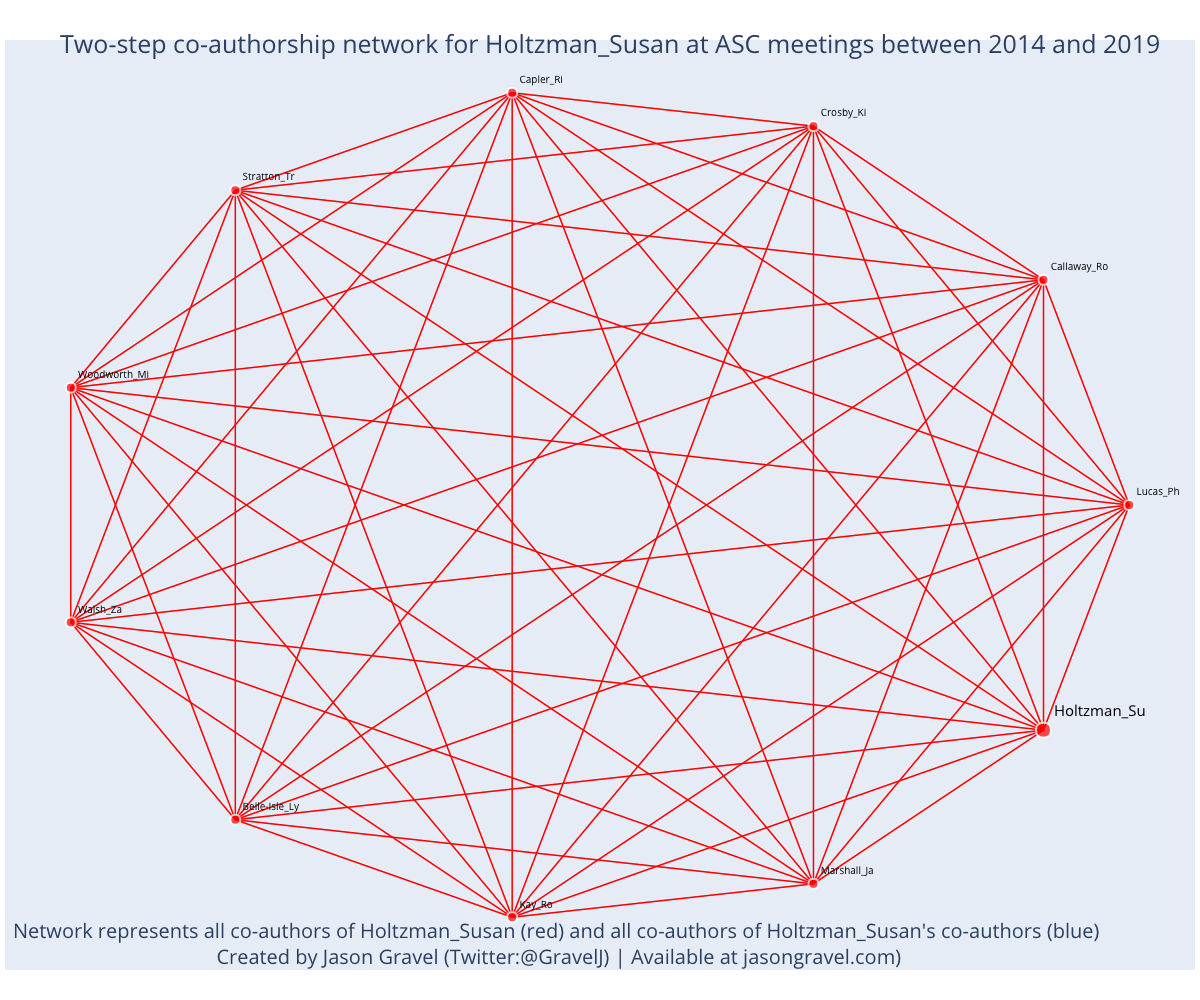 Two-step co-authorship network for Holtzman_Susan at ASC meetings between 2014 and 2019
Capler_Ri
Crosby_Ki
Stratton_Tr
Callaway_Ro
Woodworth_Mi
Lucas_Ph
Walsh_Za
Holtzman_Su
Belle-Isle_Ly
Marshall_Ja
Kay_Ro
Network represents all co-authors of Holtzman_Susan (red) and all co-authors of Holtzman_Susan's co-authors (blue)
Created by Jason Gravel (Twitter:@GravelJ) | Available at jasongravel.com)